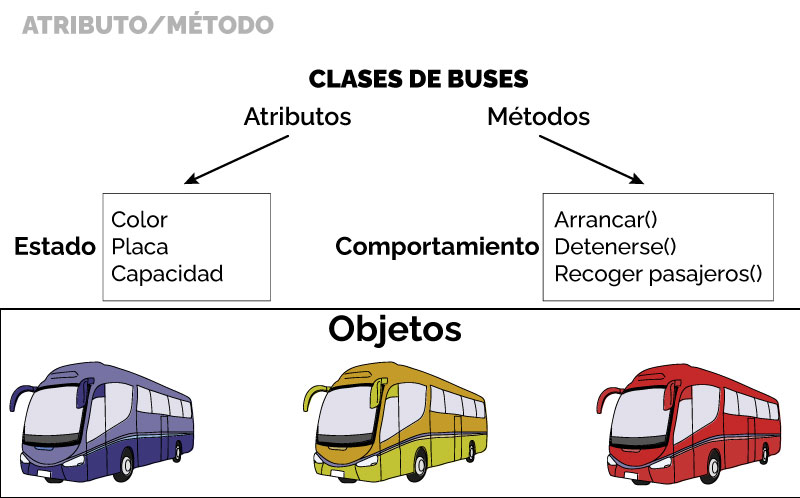 ATRIBUTO/MÉTODO
CLASES DE BUSES
Atributos
Métodos
Estado
Color
Placa
Capacidad
Comportamiento
Arrancar()
Detenerse()
Recoger pasajeros()
Objetos